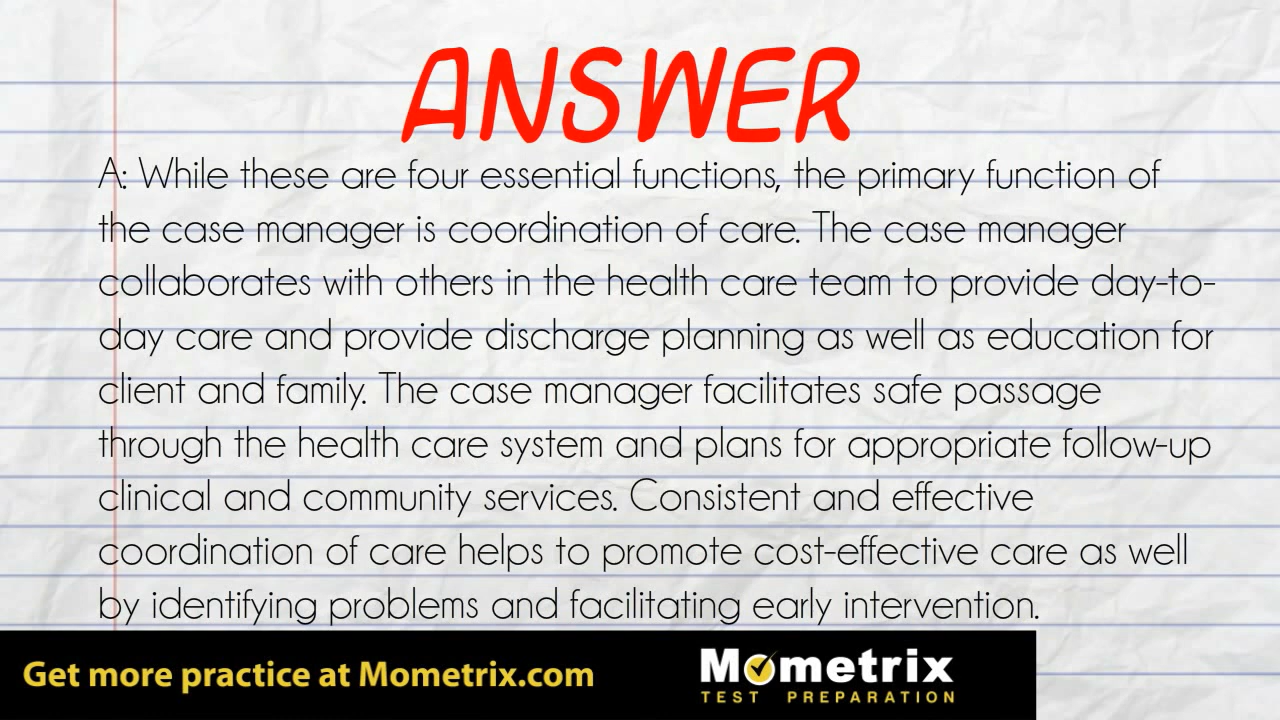 ANSWER
A: While these are four essential functions, the primary function of
the case manager is coordination of care. The case manager
collaborates with others in the health care team to provide day-to-
day care and provide discharge planning as well as education for
client and family. The case manager facilitates safe passage
through the health care system and plans for appropriate follow-up
clinical and community services. Consistent and effective
coordination of care helps to promote cost-effective care as well
by identifying problems and facilitating early intervention.
Get more practice at Mometrix.com
Mometrix
TEST PREPARATION